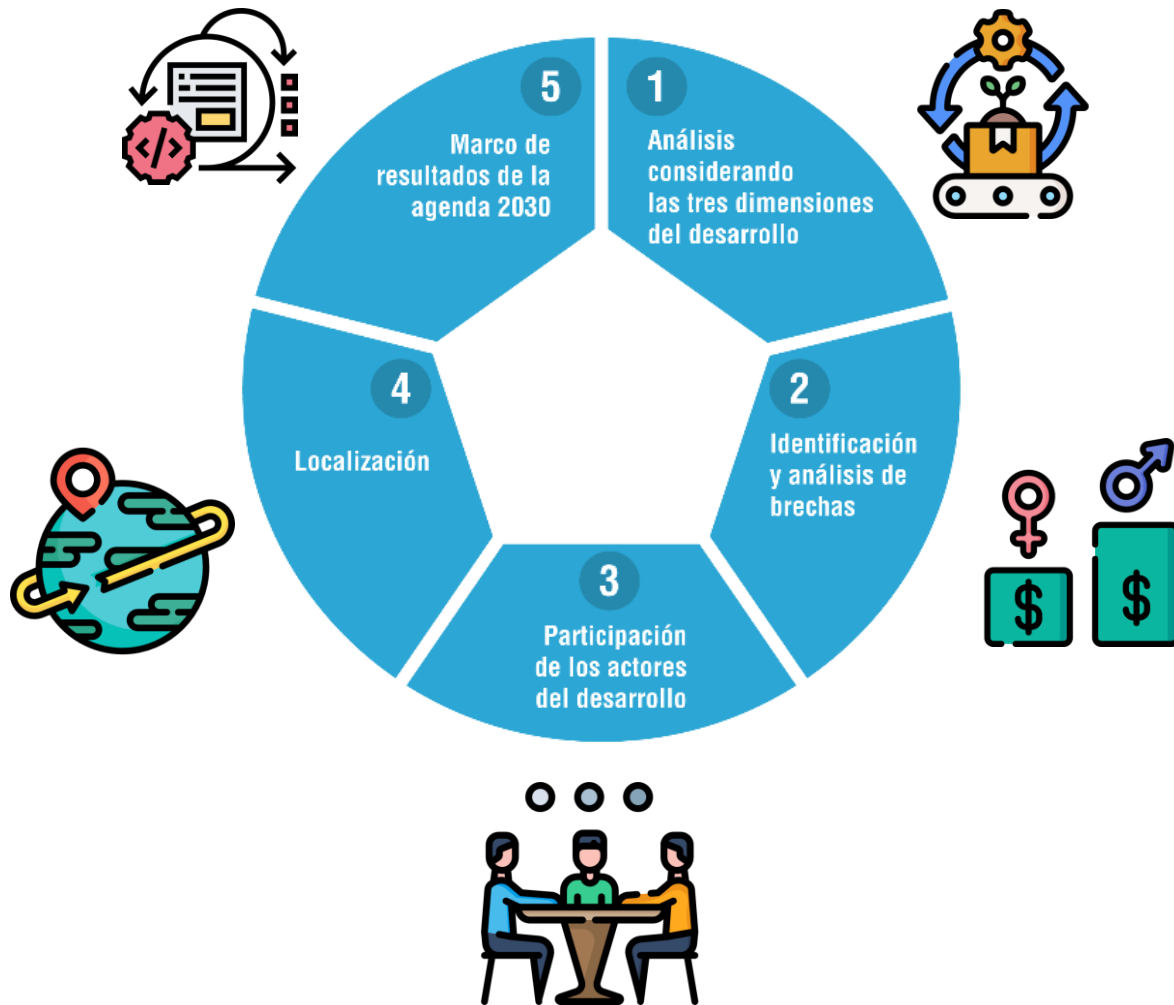 1
Análisis
considerando
las tres dimensiones
del desarrollo
2
Identificación
y análisis de
brechas
3
Participación
de los actores
del desarrollo
4
Localización
5
Marco de
resultados de la
agenda 2030
</>
$
$